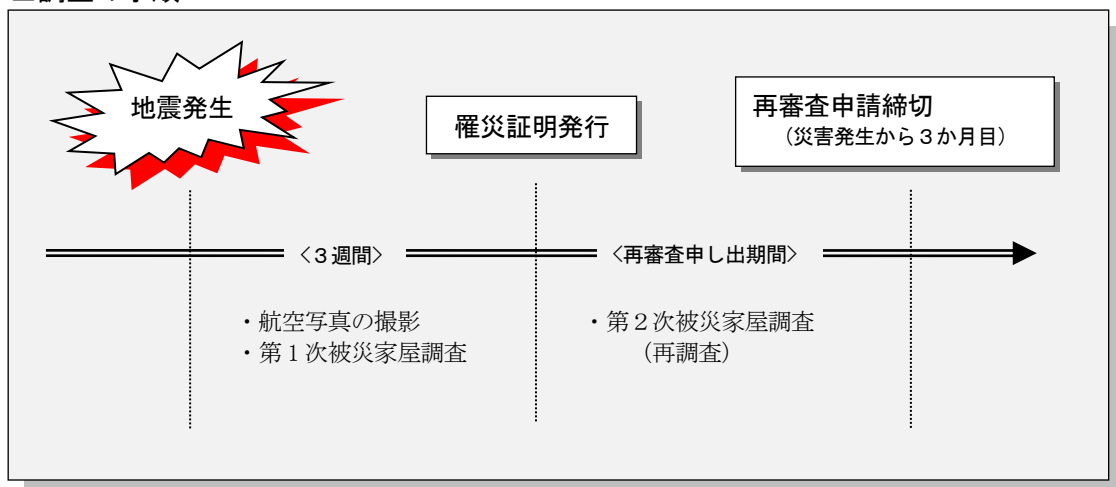 地震発生
罹災証明発行
再審査申請締切
（災害発生から３か月目）
〈３週間〉
〈再審査申し出期間〉
・航空写真の撮影
・第１次被災家屋調査
・第２次被災家屋調査
（再調査）